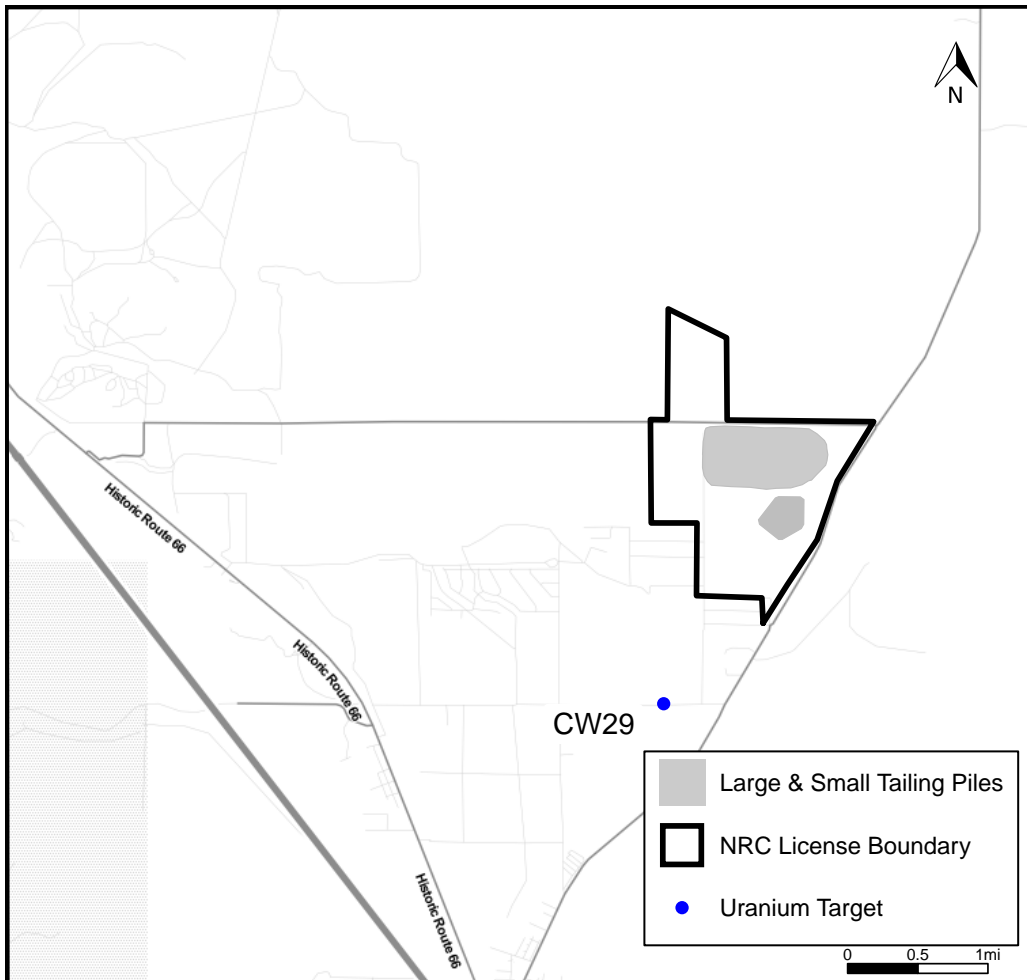 N
Historic Route 66
Historic Route 66
CW29
Historic Route 66
Large & Small Tailing Piles
NRC License Boundary
Uranium Target
0 0.5 1mi